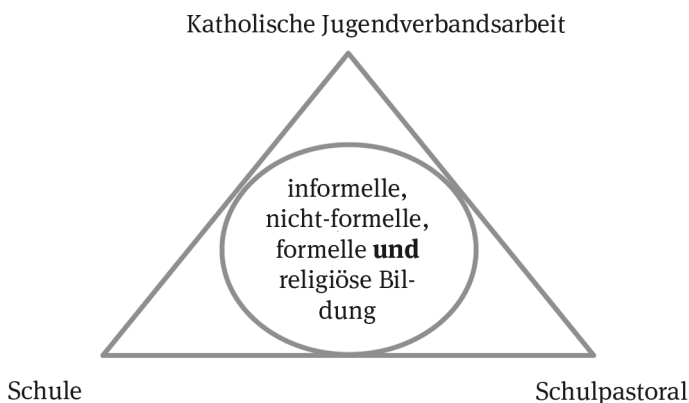 Katholische Jugendverbandsarbeit
informelle,
nicht-formelle,
formelle und
religiöse Bil-
dung
Schule
Schulpastoral